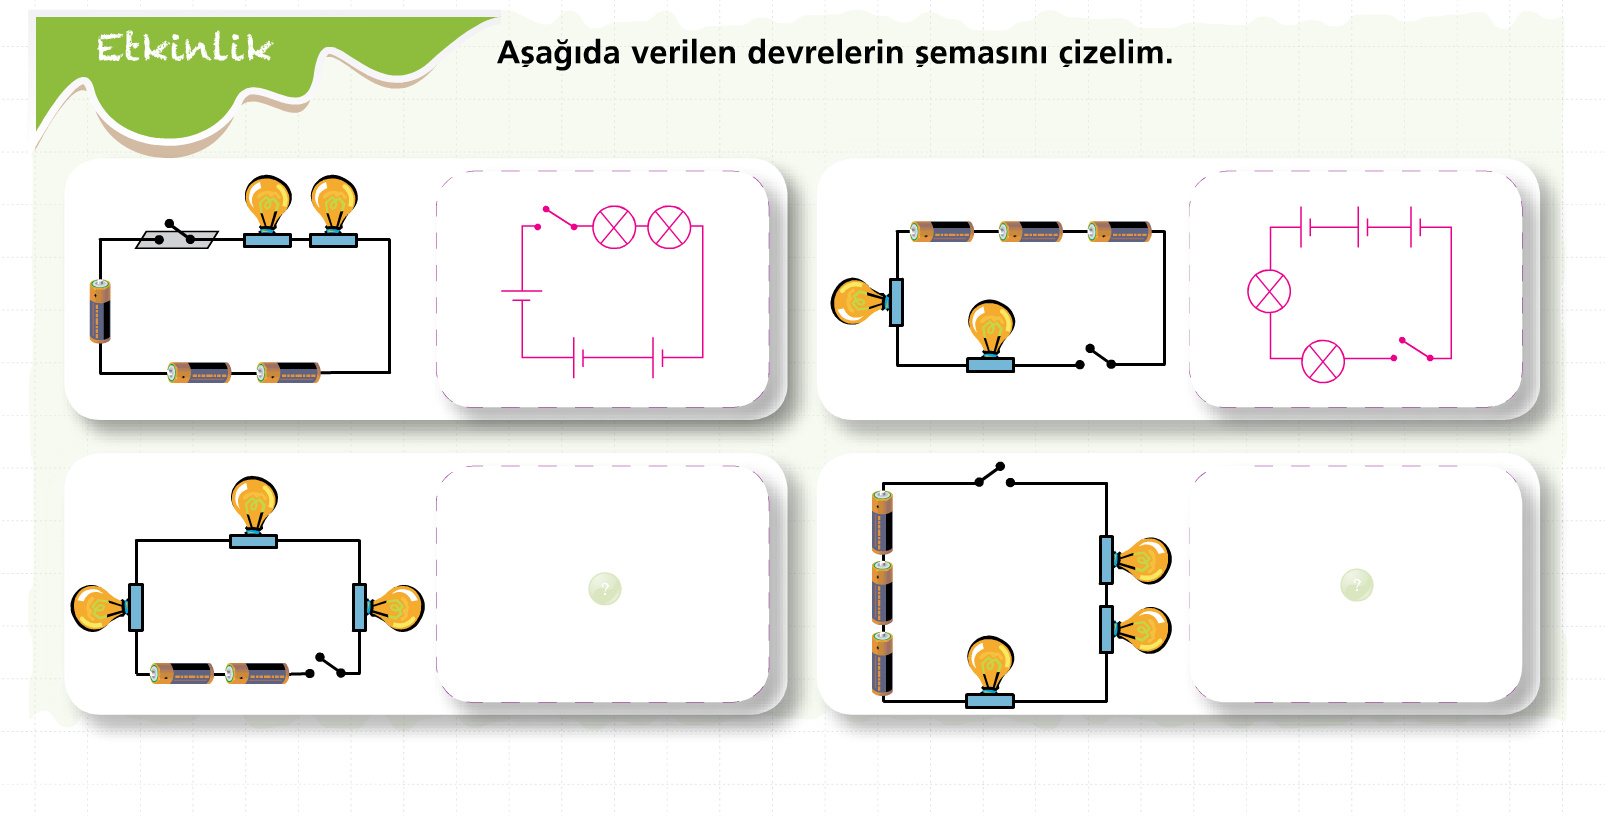 Etkinlik
Aşağıda verilen devrelerin şemasını çizelim.
?
?